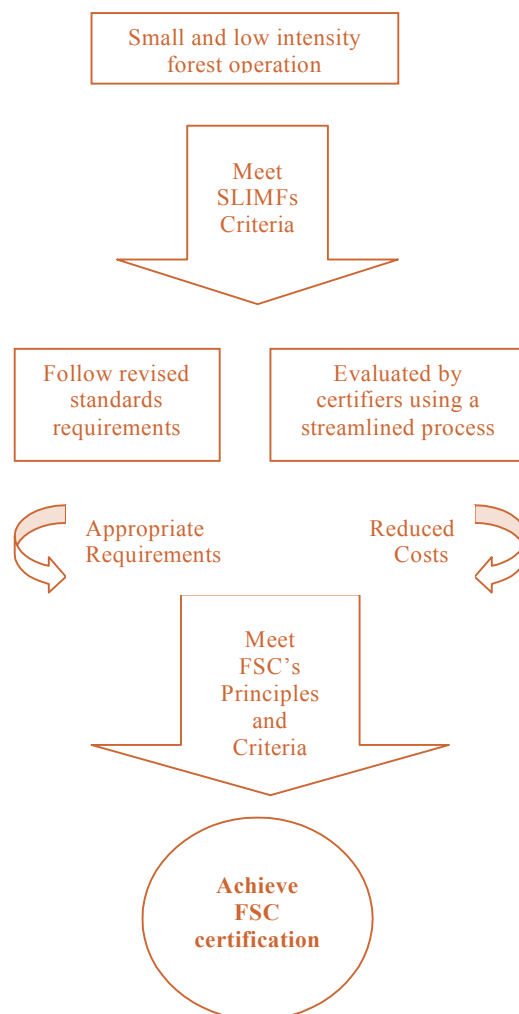 Small and low intensity
forest operation
Meet
SLIMFs
Criteria
Follow revised
standards
requirements
Evaluated by
certifiers using a
streamlined process
Appropriate
Requirements
Reduced
Costs
Meet
FSC’s
Principles
and
Criteria
Achieve
FSC
certification